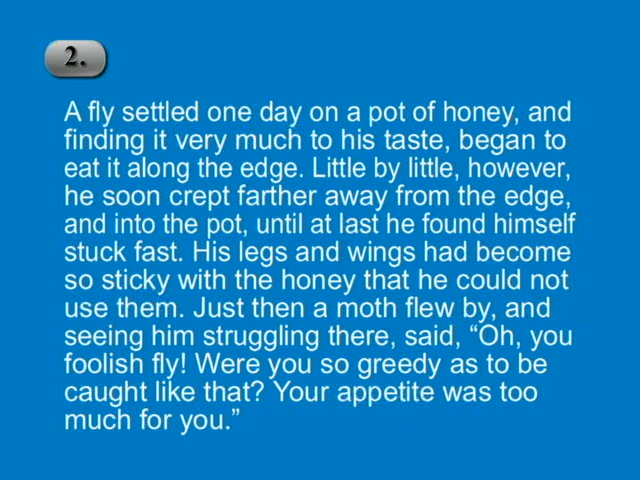 2.
A fly settled one day on a pot of honey, and
finding it very much to his taste, began to
eat it along the edge. Little by little, however,
he soon crept farther away from the edge,
and into the pot, until at last he found himself
stuck fast. His legs and wings had become
so sticky with the honey that he could not
use them. Just then a moth flew by, and
seeing him struggling there, said, “Oh, you
foolish fly! Were you so greedy as to be
caught like that? Your appetite was too
much for you.”